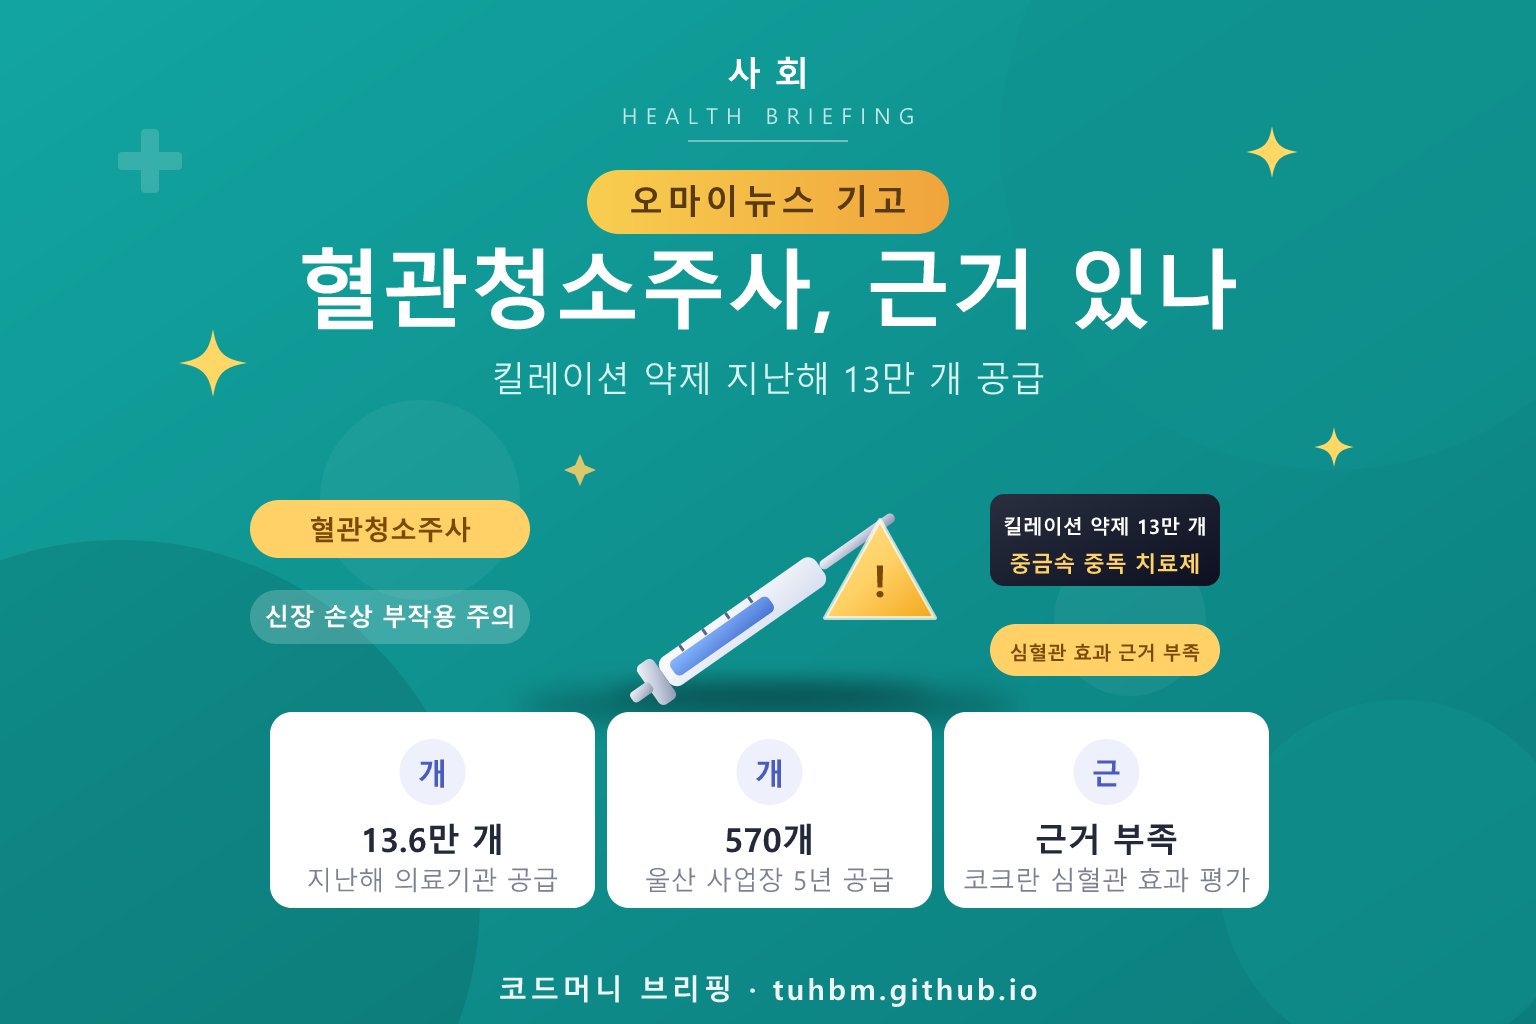 사회
HEALTH BRIEFING
오마이뉴스 기고
혈관청소주사, 근거 있나
킬레이션 약제 지난해 13만 개 공급
혈관청소주사
신장 손상 부작용 주의
!
킬레이션 약제 13만 개
중금속 중독 치료제
심혈관 효과 근거 부족
개
13.6만 개
지난해 의료기관 공급
개
570개
울산 사업장 5년 공급
근
근거 부족
코크란 심혈관 효과 평가
코드머니 브리핑 · tuhbm.github.io